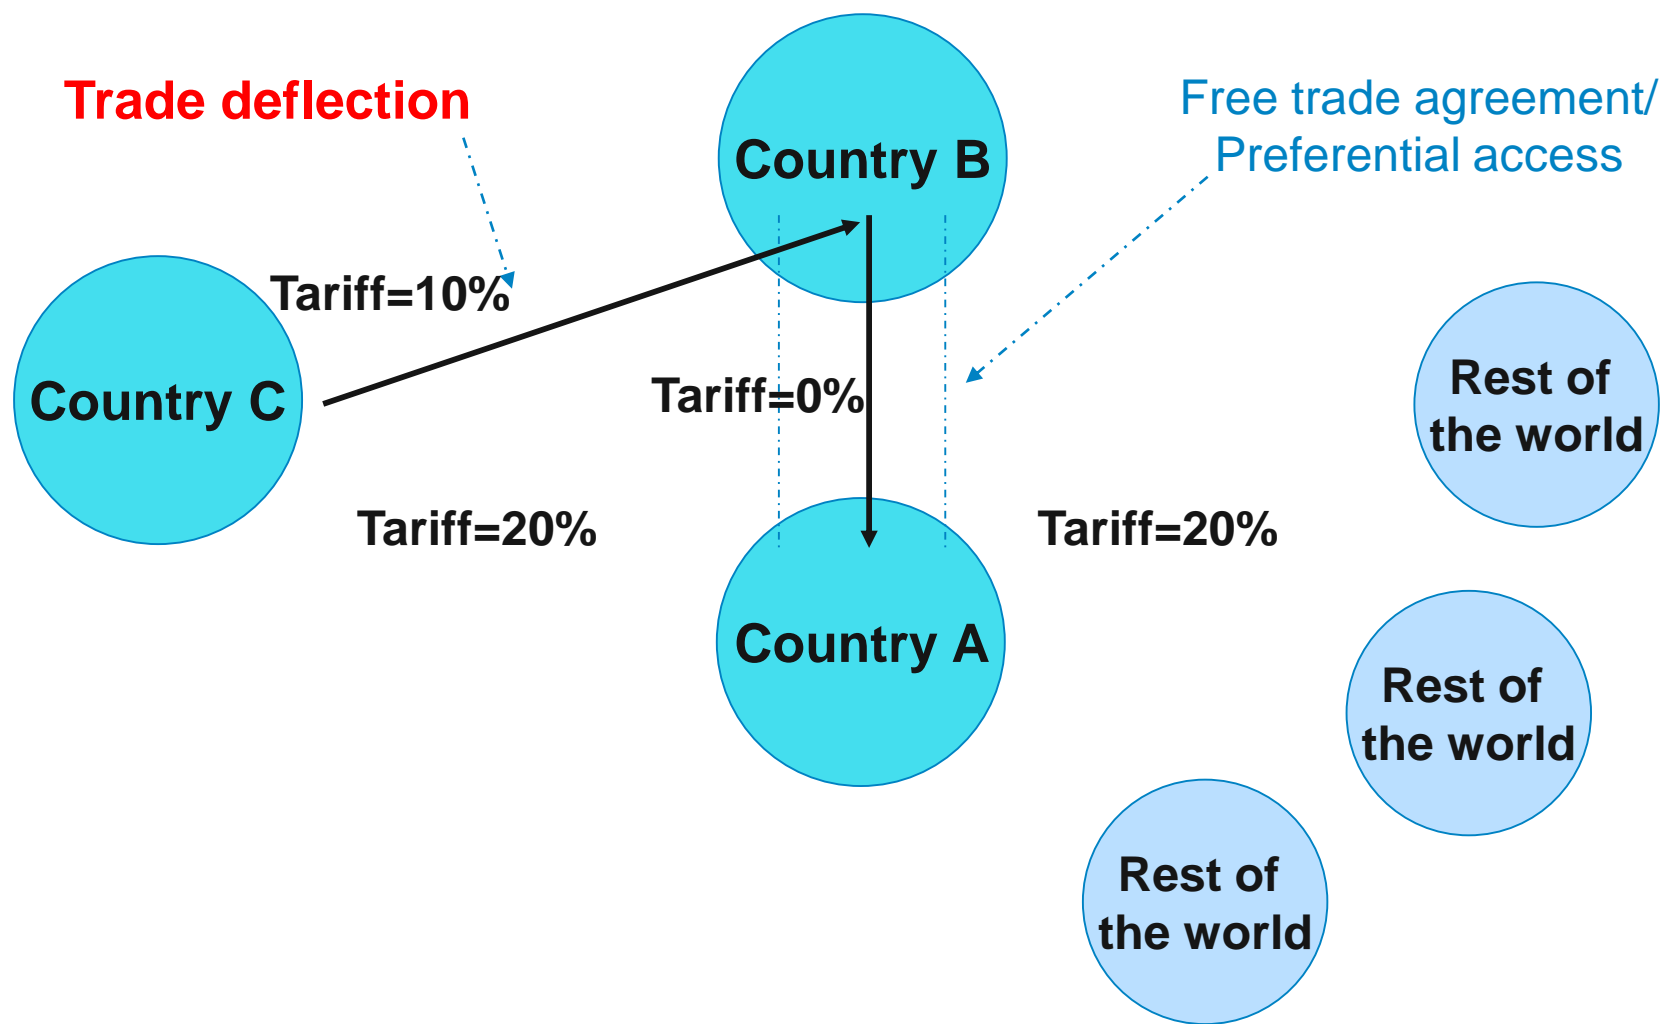 Trade deflection
Free trade agreement/
Preferential access
Country B
Tariff=10%
Country C
Tariff=0%
Rest of
the world
Tariff=20%
Tariff=20%
Country A
Rest of
the world
Rest of
the world